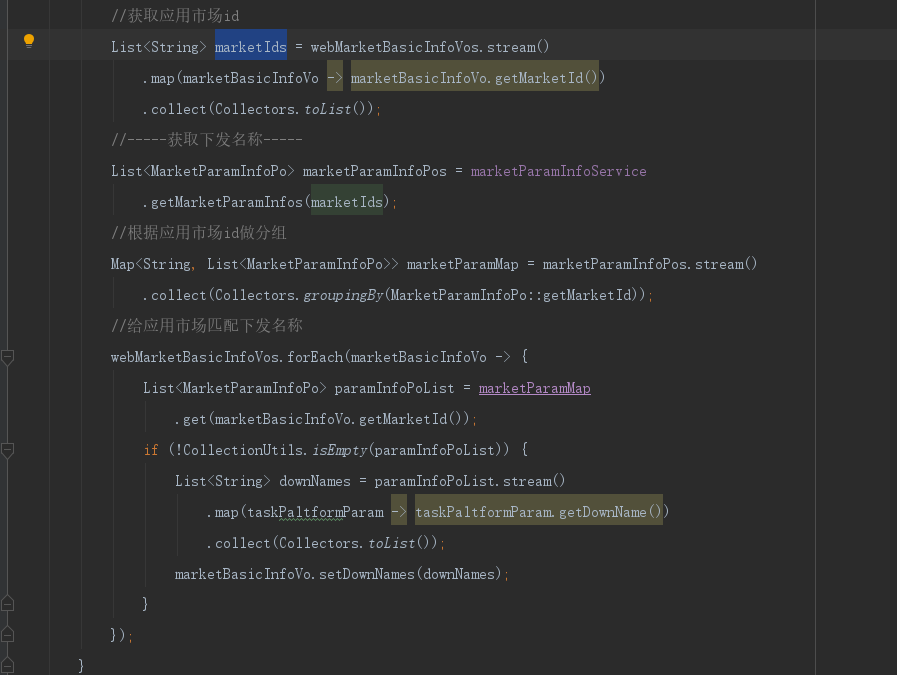 //获取应用市场id
List<String> marketIds = webMarketBasicInfoVos.stream()
.map(marketBasicInfoVo -> marketBasicInfoVo.getMarketId())
.collect(Collectors.toList());
//-----获取下发名称-----
List<MarketParamInfoPo> marketParamInfoPos = marketParamInfoService
.getMarketParamInfos(marketIds);
//根据应用市场id做分组
Map<String, List<MarketParamInfoPo>> marketParamMap = marketParamInfoPos.stream()
.collect(Collectors.groupingBy(MarketParamInfoPo::getMarketId));
//给应用市场匹配下发名称
webMarketBasicInfoVos.forEach(marketBasicInfoVo -> {
List<MarketParamInfoPo> paramInfoPoList = marketParamMap
.get(marketBasicInfoVo.getMarketId());
if (!CollectionUtils.isEmpty(paramInfoPoList)) {
List<String> downNames = paramInfoPoList.stream()
.map(taskPaltformParam -> taskPaltformParam.getDownName())
.collect(Collectors.toList());
marketBasicInfoVo.setDownNames(downNames);
}
});
}